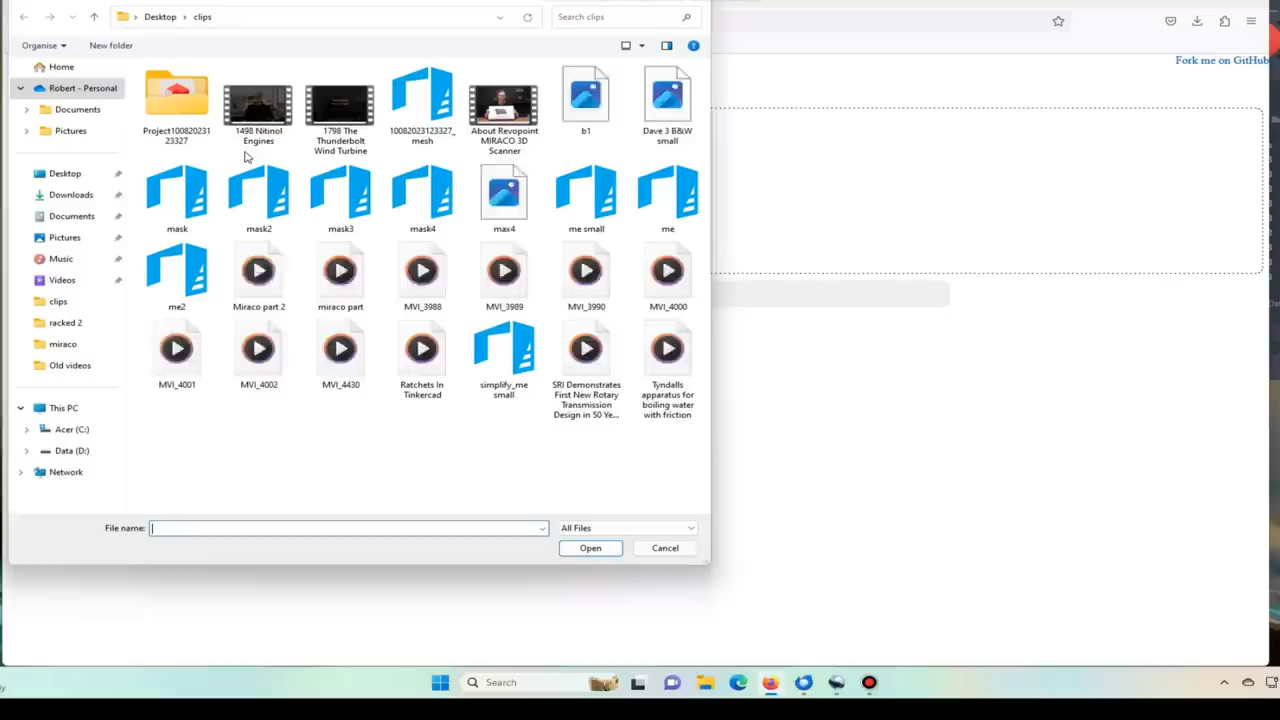 Desktop > clips
Search clips
Organise
New folder
Fork me on GitHub
Home
Robert - Personal
Documents
Pictures
Desktop
Downloads
Documents
Pictures
Music
Videos
clips
racked 2
miraco
Old videos
This PC
Acer (C:)
Data (D:)
Network
Project10082023123327
1498 Nitinol Engines
1798 The Thunderbolt Wind Turbine
10082023123327_mesh
About Revopoint MIRACO 3D Scanner
b1
Dave 3 B&W small
mask
mask2
mask3
mask4
max4
me small
me
me2
Miraco part 2
miraco part
MVI_3988
MVI_3989
MVI_3990
MVI_4000
MVI_4001
MVI_4002
MVI_4430
Ratchets In Tinkercad
simplify_me small
SRI Demonstrates First New Rotary Transmission Design in 50 Ye...
Tyndalls apparatus for boiling water with friction
File name:
All Files
Open
Cancel
Search